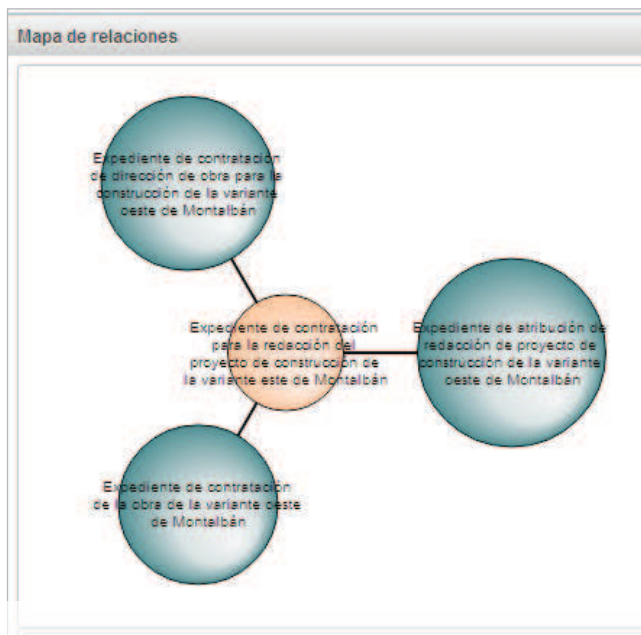 Mapa de relaciones
Expediente de contratación
de dirección de obra para la
construcción de la variante
oeste de Montalbán
Expediente de contratación
para la redacción del
proyecto de construcción de
la variante este de Montalbán
Expediente de atribución de
redacción de proyecto de
construcción de la variante
oeste de Montalbán
Expediente de contratación
de la obra de la variante oeste
de Montalbán